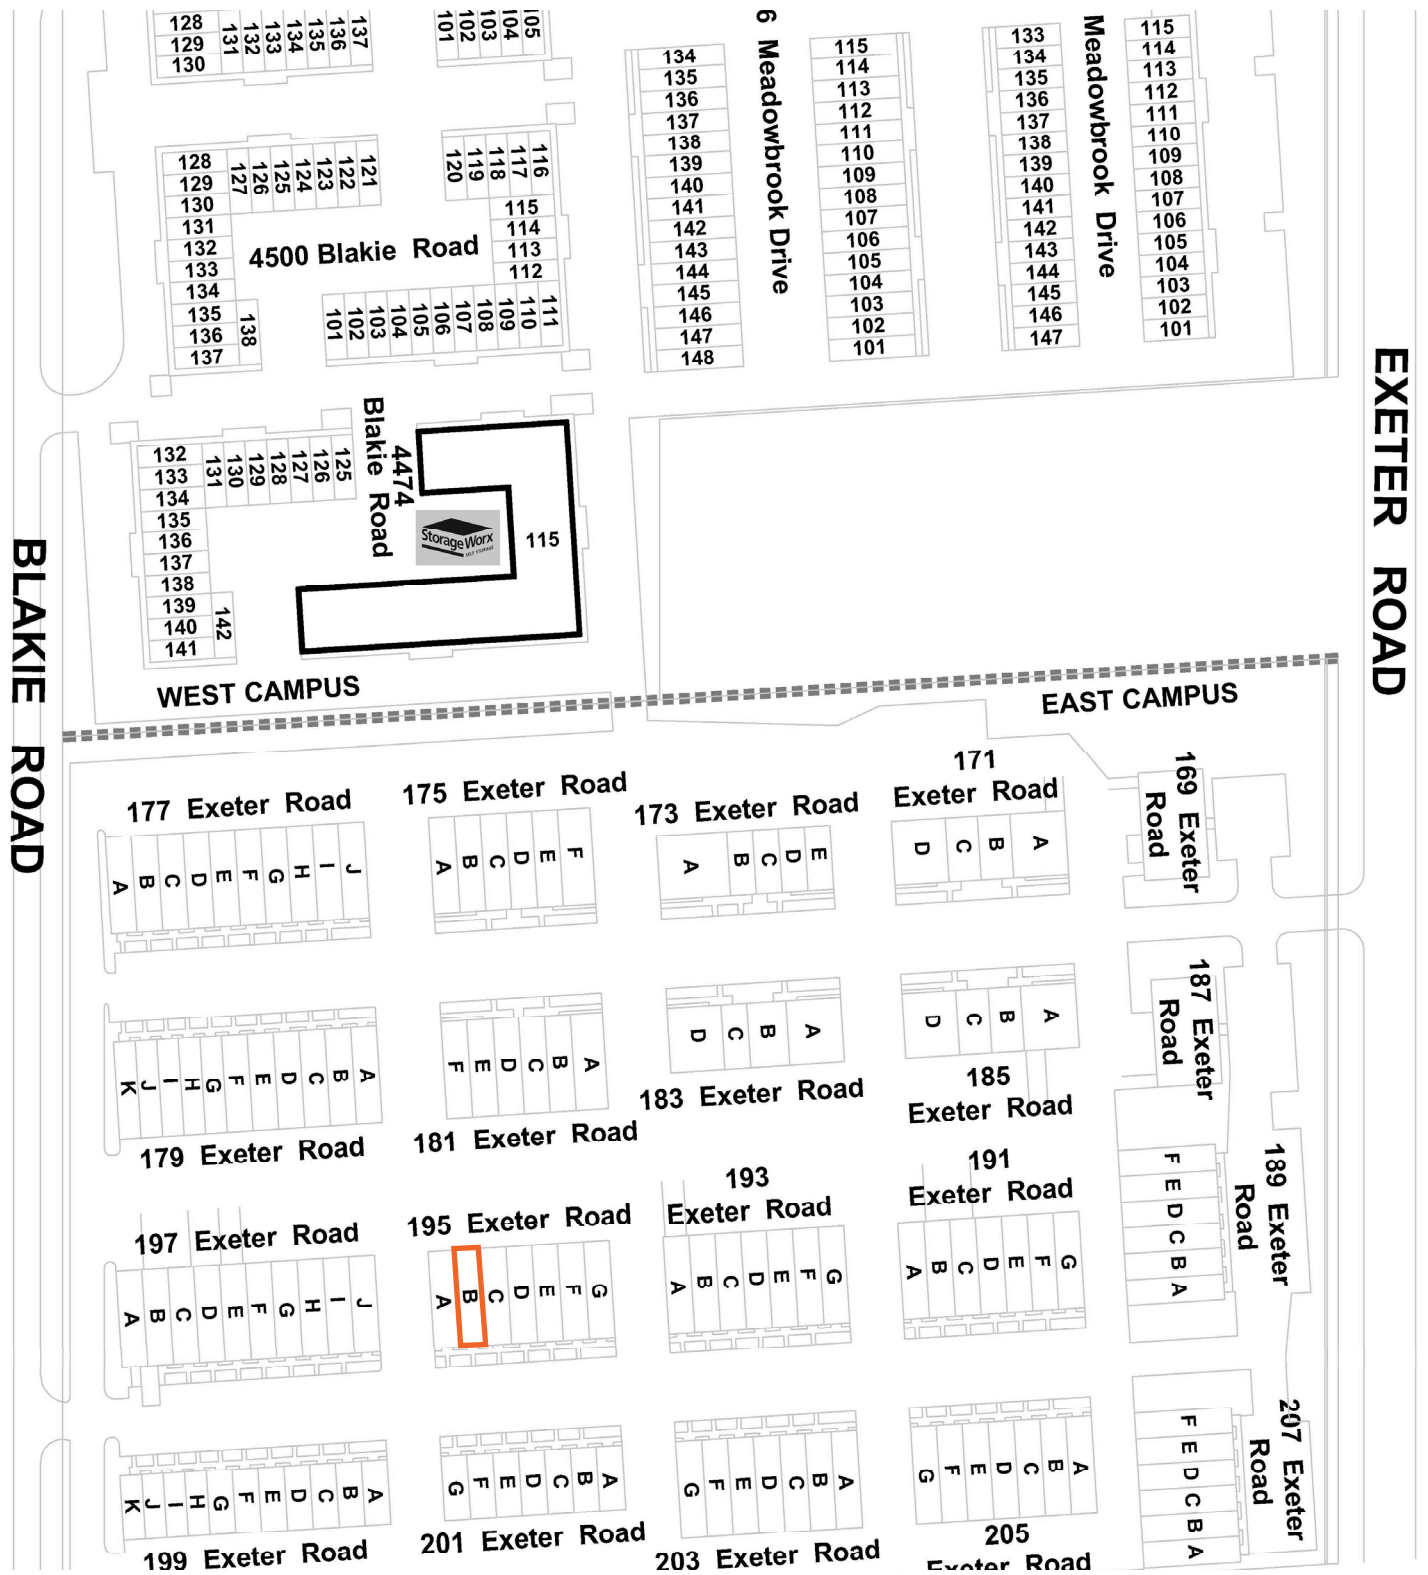 128
129
130
131
132
133
134
135
136
137
101
102
103
104
105
6 Meadowbrook Drive
134
135
136
137
138
139
140
141
142
143
144
145
146
147
148
115
114
113
112
111
110
109
108
107
106
105
104
103
102
101
133
134
135
136
137
138
139
140
141
142
143
144
145
146
147
Meadowbrook Drive
115
114
113
112
111
110
109
108
107
106
105
104
103
102
101
128
129
130
131
132
133
134
135
136
137
138
127
126
125
124
123
122
121
120
119
118
117
116
115
114
113
112
4500 Blakie Road
101
102
103
104
105
106
107
108
109
110
111
EXETER ROAD
BLAKIE ROAD
4474
Blakie Road
132
133
134
135
136
137
138
139
140
141
142
131
130
129
128
127
126
125
StorageWorx
SELF STORAGE
115
WEST CAMPUS
EAST CAMPUS
177 Exeter Road
A B C D E F G H I J
175 Exeter Road
A B C D E F
173 Exeter Road
A B C D E
171
Exeter Road
D C B A
169 Exeter
Road
179 Exeter Road
K J I H G F E D C B A
181 Exeter Road
F E D C B A
183 Exeter Road
D C B A
185
Exeter Road
D C B A
187 Exeter
Road
189 Exeter
Road
F
E
D
C
B
A
197 Exeter Road
A B C D E F G H I J
195 Exeter Road
A B C D E F G
193
Exeter Road
A B C D E F G
191
Exeter Road
A B C D E F G
K J I H G F E D C B A
199 Exeter Road
G F E D C B A
201 Exeter Road
G F E D C B A
203 Exeter Road
G F E D C B A
205
Exeter Road
207 Exeter
Road
F
E
D
C
B
A